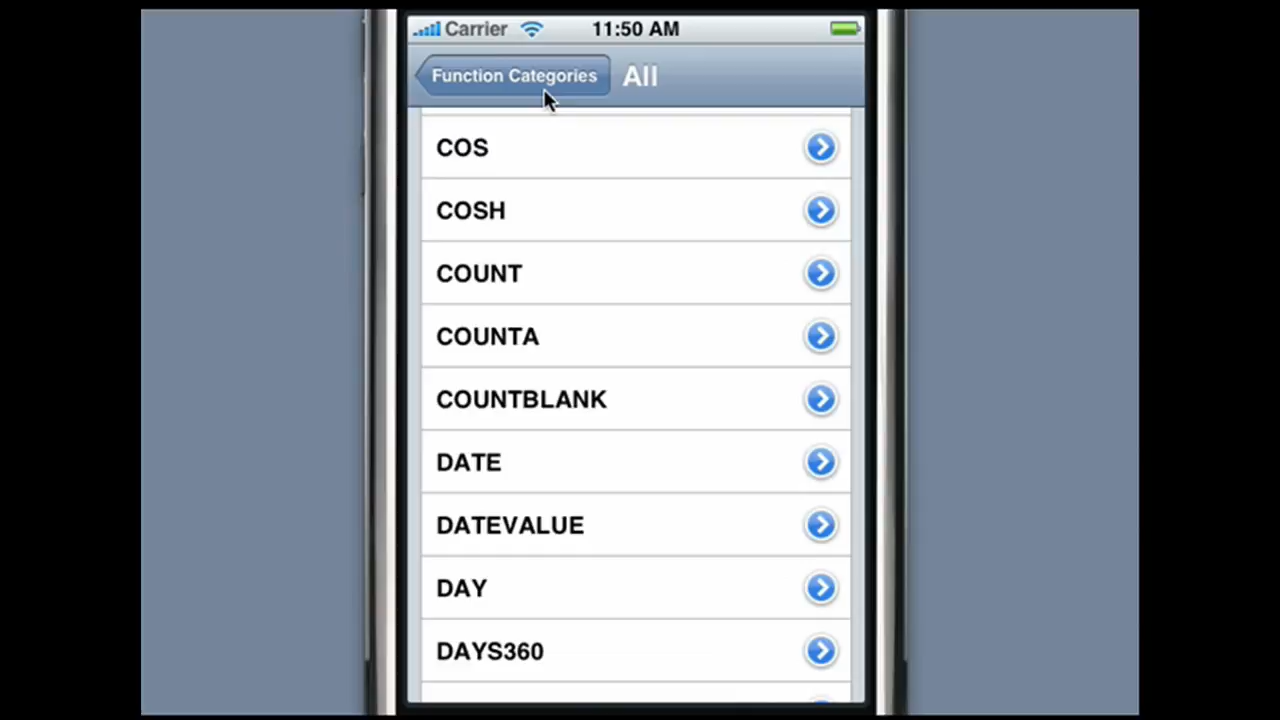 Carrier 11:50 AM
Function Categories All
COS
COSH
COUNT
COUNTA
COUNTBLANK
DATE
DATEVALUE
DAY
DAYS360